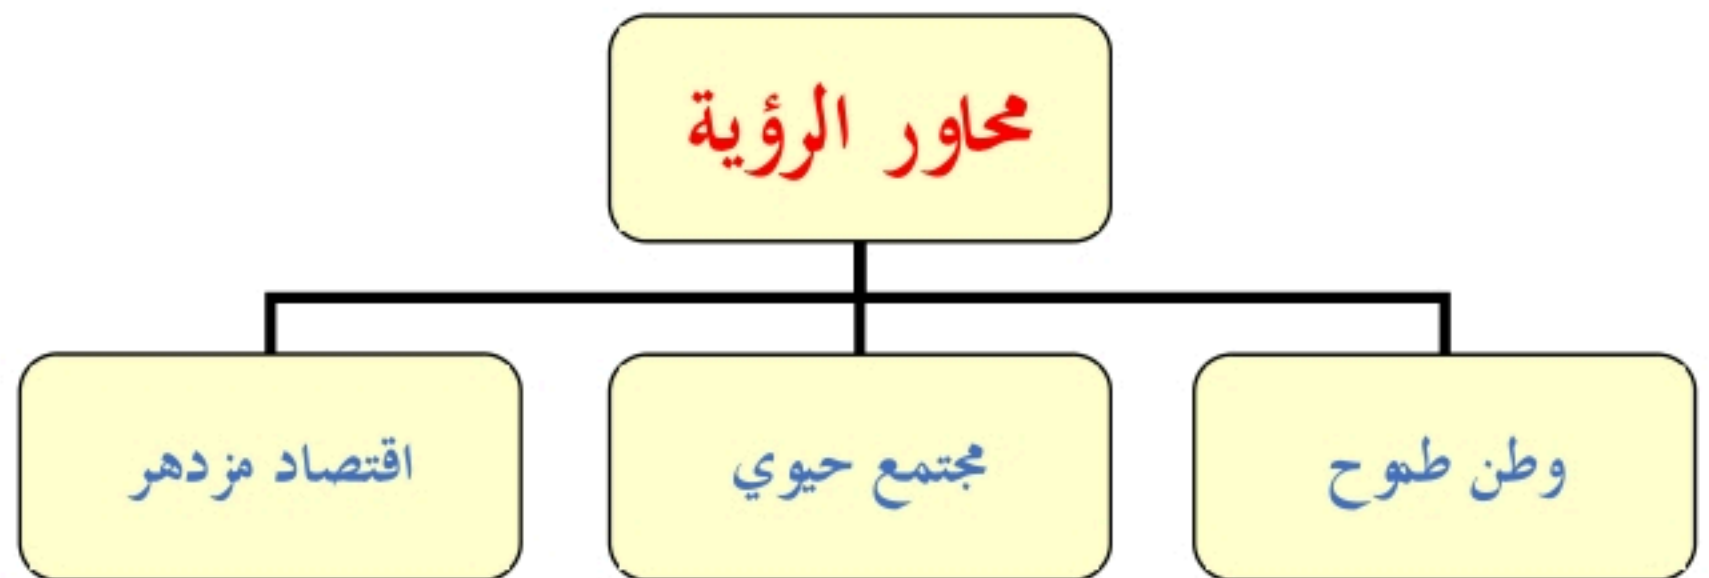 محاور الرؤية
وطن طموح
مجتمع حيوي
اقتصاد مزدهر